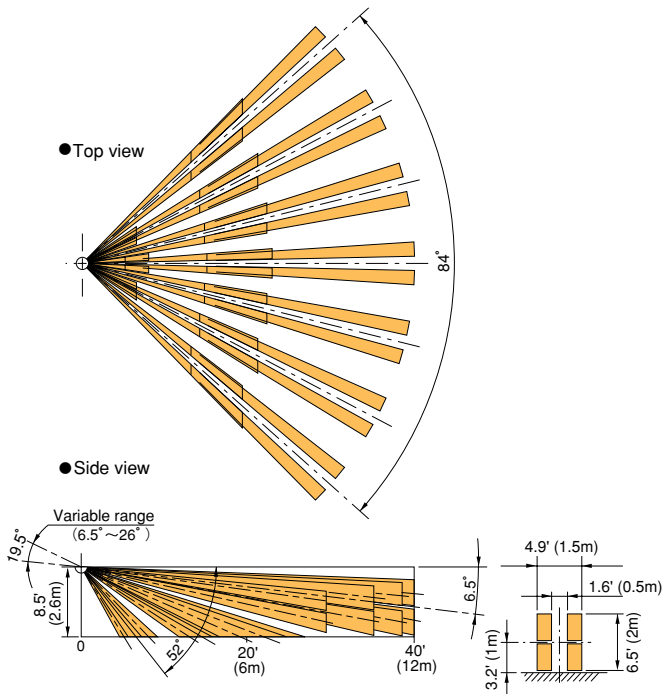 ●Top view
84°
●Side view
Variable range
(6.5°～26°)
19.5°
8.5'
(2.6m)
52°
6.5°
0
20'
(6m)
40'
(12m)
4.9' (1.5m)
1.6' (0.5m)
3.2' (1m)
6.5' (2m)